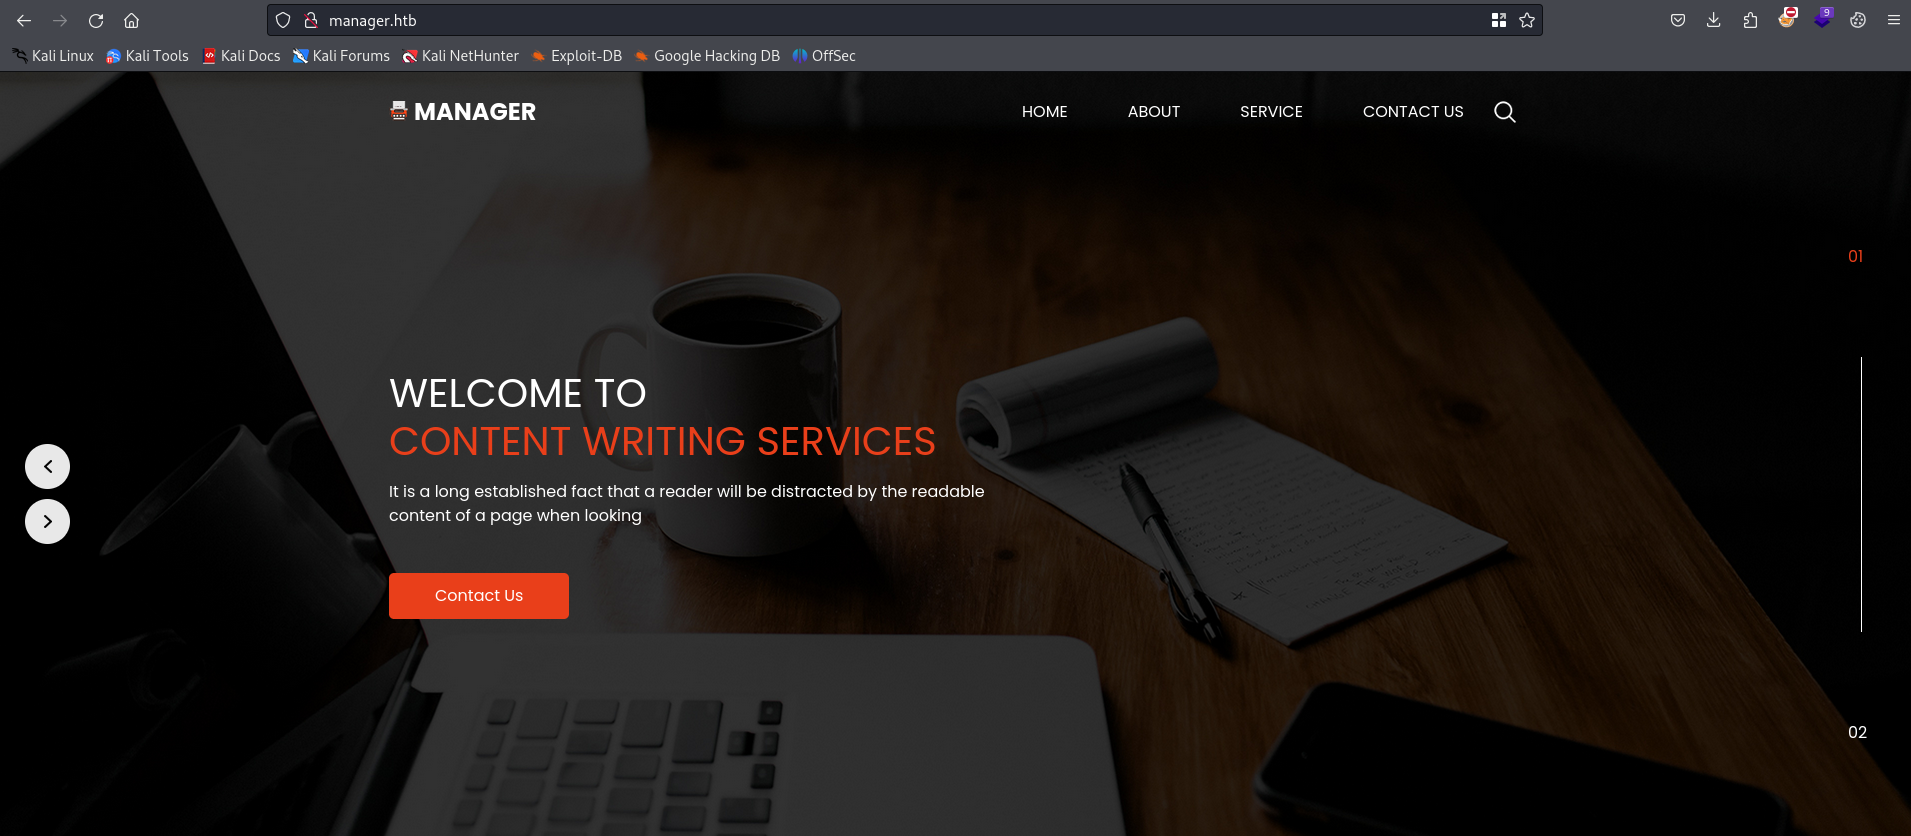 manager.htb
9
Kali Linux Kali Tools Kali Docs Kali Forums Kali NetHunter Exploit-DB Google Hacking DB OffSec
MANAGER HOME ABOUT SERVICE CONTACT US
01
WELCOME TO
CONTENT WRITING SERVICES
It is a long established fact that a reader will be distracted by the readable
content of a page when looking
Contact Us
02